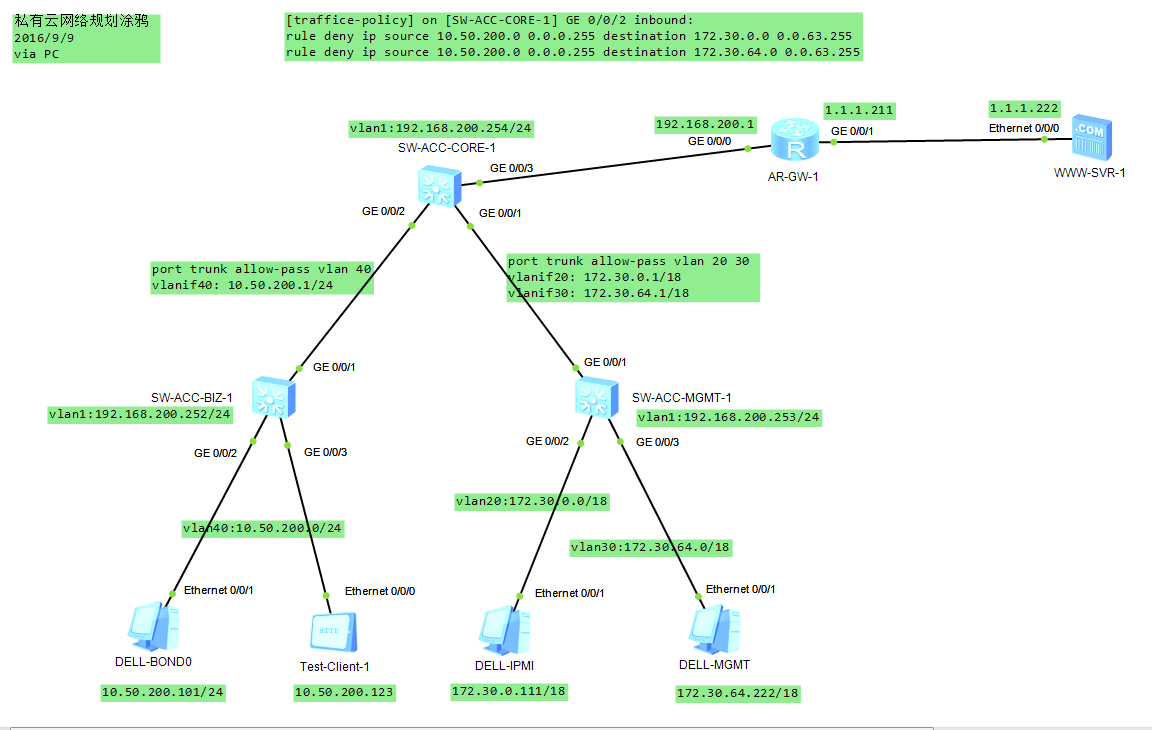 私有云网络规划涂鸦
2016/9/9
via PC
[traffice-policy] on [SW-ACC-CORE-1] GE 0/0/2 inbound:
rule deny ip source 10.50.200.0 0.0.0.255 destination 172.30.0.0 0.0.63.255
rule deny ip source 10.50.200.0 0.0.0.255 destination 172.30.64.0 0.0.63.255
vlan1:192.168.200.254/24
SW-ACC-CORE-1
192.168.200.1
GE 0/0/0
1.1.1.211
GE 0/0/1
1.1.1.222
Ethernet 0/0/0
.COM
R
AR-GW-1
WWW-SVR-1
GE 0/0/3
GE 0/0/2
GE 0/0/1
port trunk allow-pass vlan 40
vlanif40: 10.50.200.1/24
port trunk allow-pass vlan 20 30
vlanif20: 172.30.0.1/18
vlanif30: 172.30.64.1/18
GE 0/0/1
GE 0/0/1
SW-ACC-BIZ-1
vlan1:192.168.200.252/24
SW-ACC-MGMT-1
vlan1:192.168.200.253/24
GE 0/0/2
GE 0/0/3
GE 0/0/2
GE 0/0/3
vlan40:10.50.200.0/24
vlan20:172.30.0.0/18
vlan30:172.30.64.0/18
Ethernet 0/0/1
Ethernet 0/0/0
Ethernet 0/0/1
Ethernet 0/0/1
HTTP
DELL-BOND0
Test-Client-1
DELL-IPMI
DELL-MGMT
10.50.200.101/24
10.50.200.123
172.30.0.111/18
172.30.64.222/18